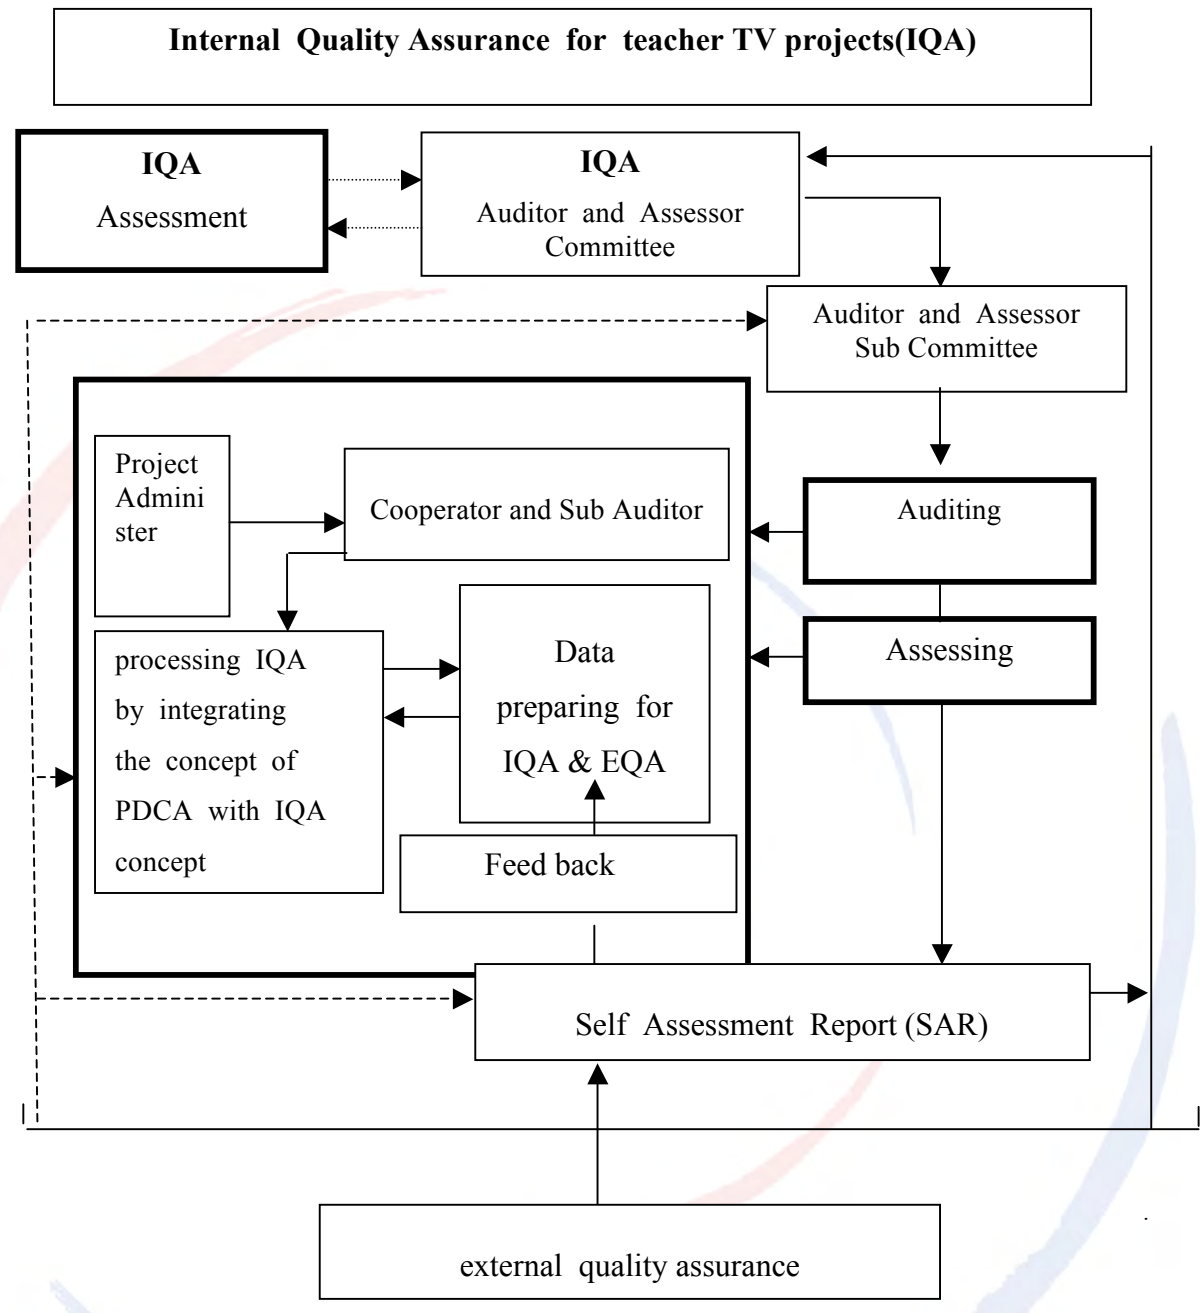 Internal Quality Assurance for teacher TV projects(IQA)
IQA
Assessment
IQA
Auditor and Assessor
Committee
Auditor and Assessor
Sub Committee
Project
Admini
ster
Cooperator and Sub Auditor
Auditing
processing IQA
by integrating
the concept of
PDCA with IQA
concept
Data
preparing for
IQA & EQA
Assessing
Feed back
Self Assessment Report (SAR)
external quality assurance